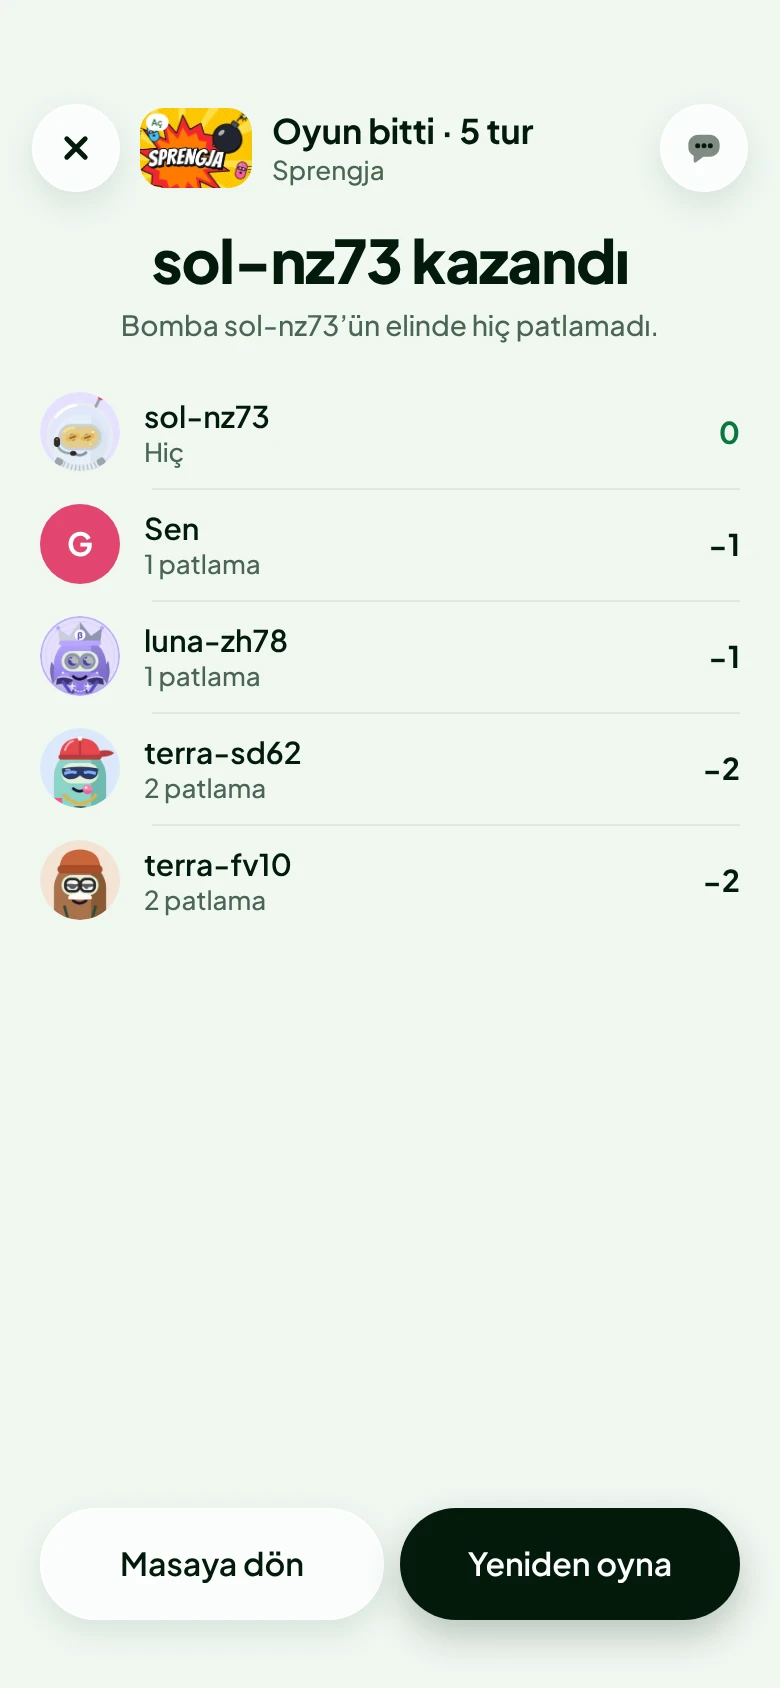 Aç
SPRENGJA
Oyun bitti · 5 tur
Sprengja
sol-nz73 kazandı
Bomba sol-nz73’ün elinde hiç patlamadı.
sol-nz73
Hiç
0
G
Sen
1 patlama
−1
β
luna-zh78
1 patlama
−1
terra-sd62
2 patlama
−2
terra-fv10
2 patlama
−2
Masaya dön
Yeniden oyna